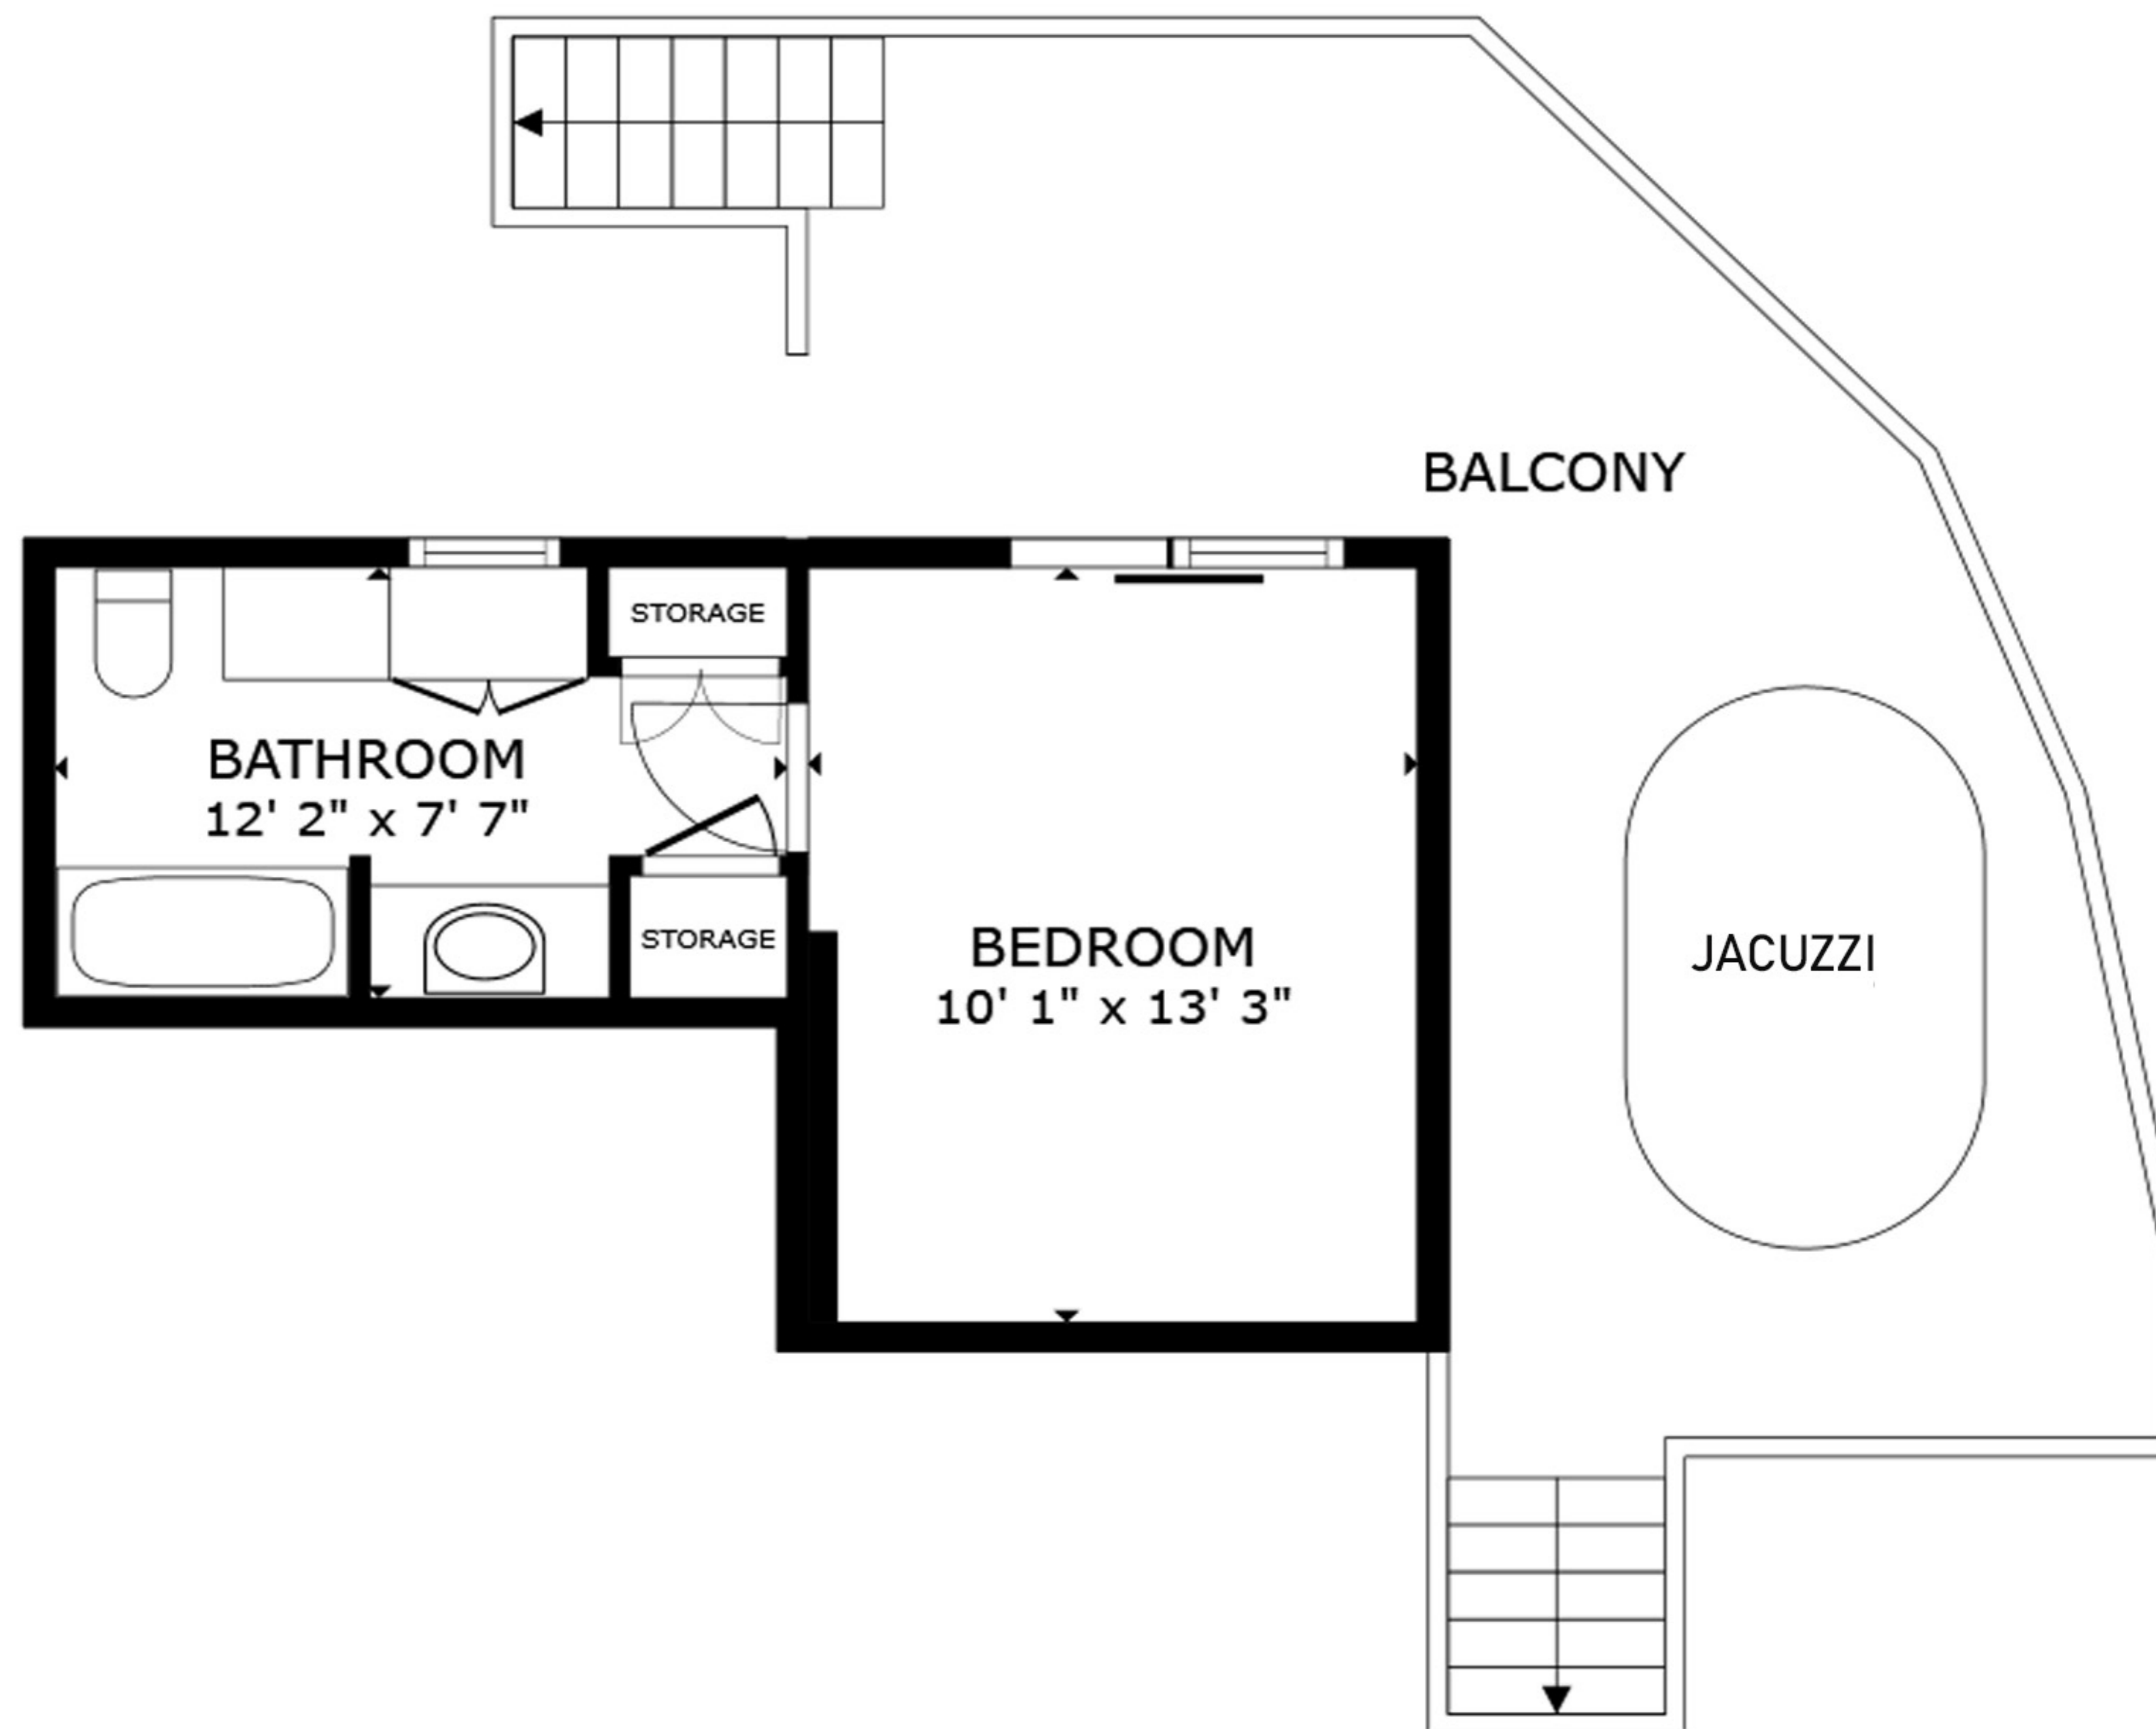 BALCONY
STORAGE
BATHROOM
12' 2" x 7' 7"
STORAGE
BEDROOM
10' 1" x 13' 3"
JACUZZI